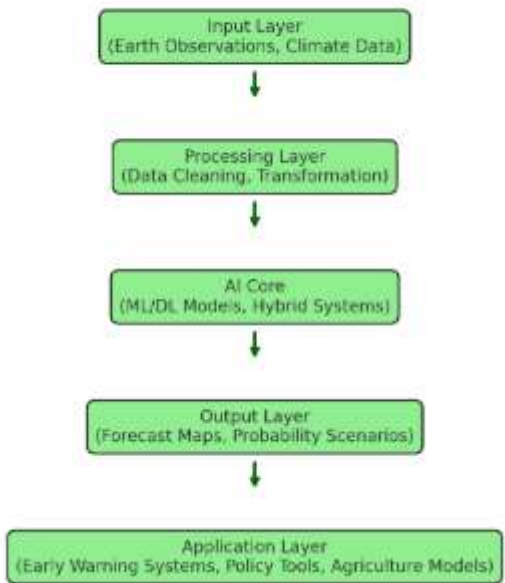 Input Layer
(Earth Observations, Climate Data)
Processing Layer
(Data Cleaning, Transformation)
AI Core
(ML/DL Models, Hybrid Systems)
Output Layer
(Forecast Maps, Probability Scenarios)
Application Layer
(Early Warning Systems, Policy Tools, Agriculture Models)